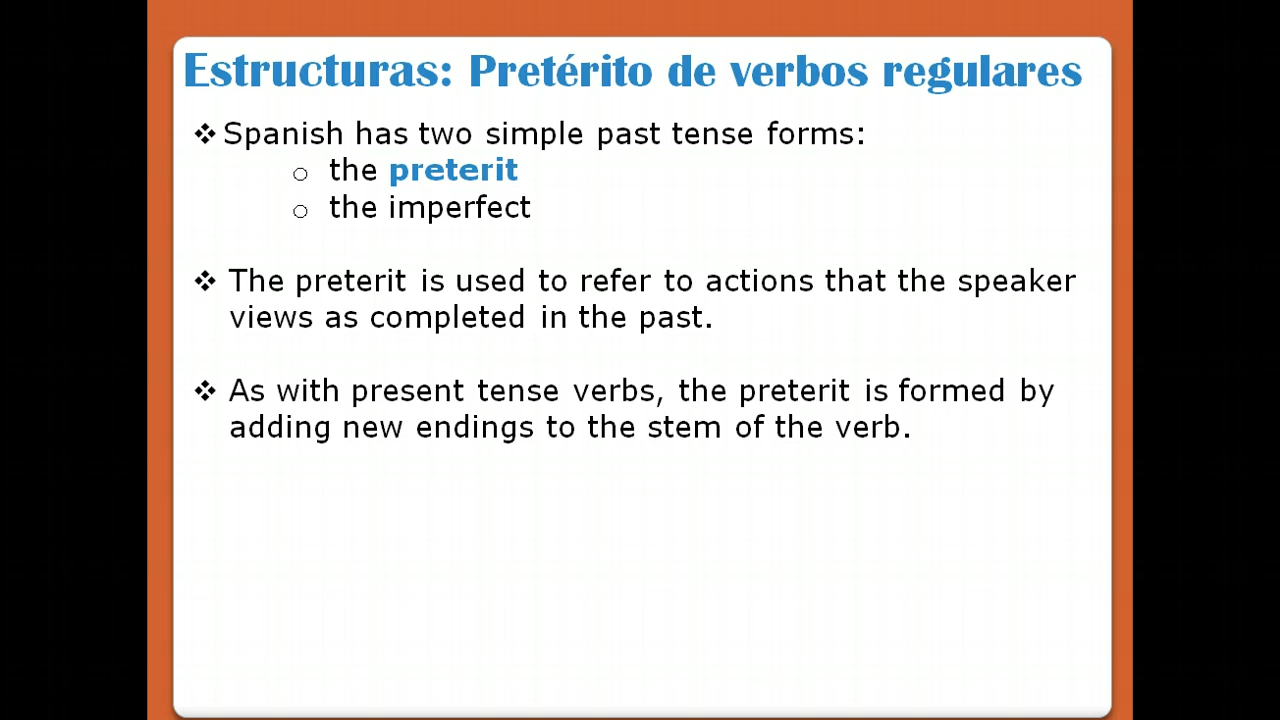 Estructuras: Pretérito de verbos regulares
❖ Spanish has two simple past tense forms:
o the preterit
o the imperfect
❖ The preterit is used to refer to actions that the speaker
views as completed in the past.
❖ As with present tense verbs, the preterit is formed by
adding new endings to the stem of the verb.